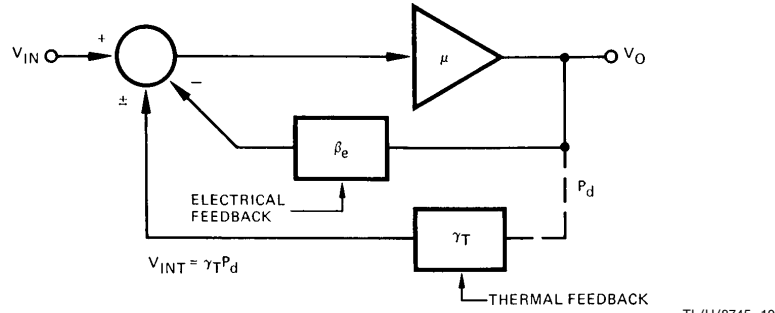 V_IN
+
±
−
μ
V_O
β_e
P_d
ELECTRICAL
FEEDBACK
γ_T
V_INT = γ_T P_d
THERMAL FEEDBACK